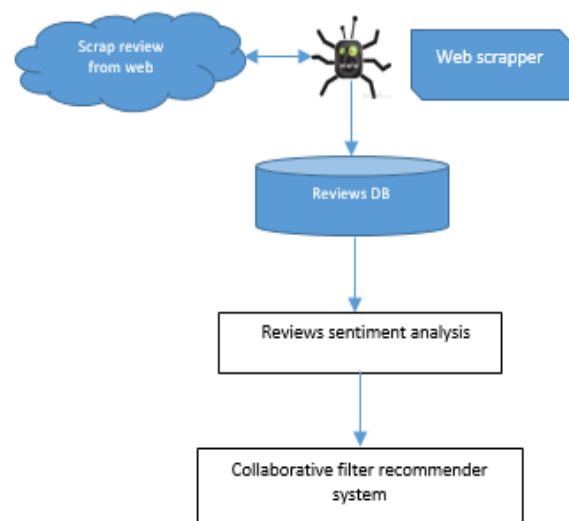 Scrap review
from web
Web scrapper
Reviews DB
Reviews sentiment analysis
Collaborative filter recommender
system